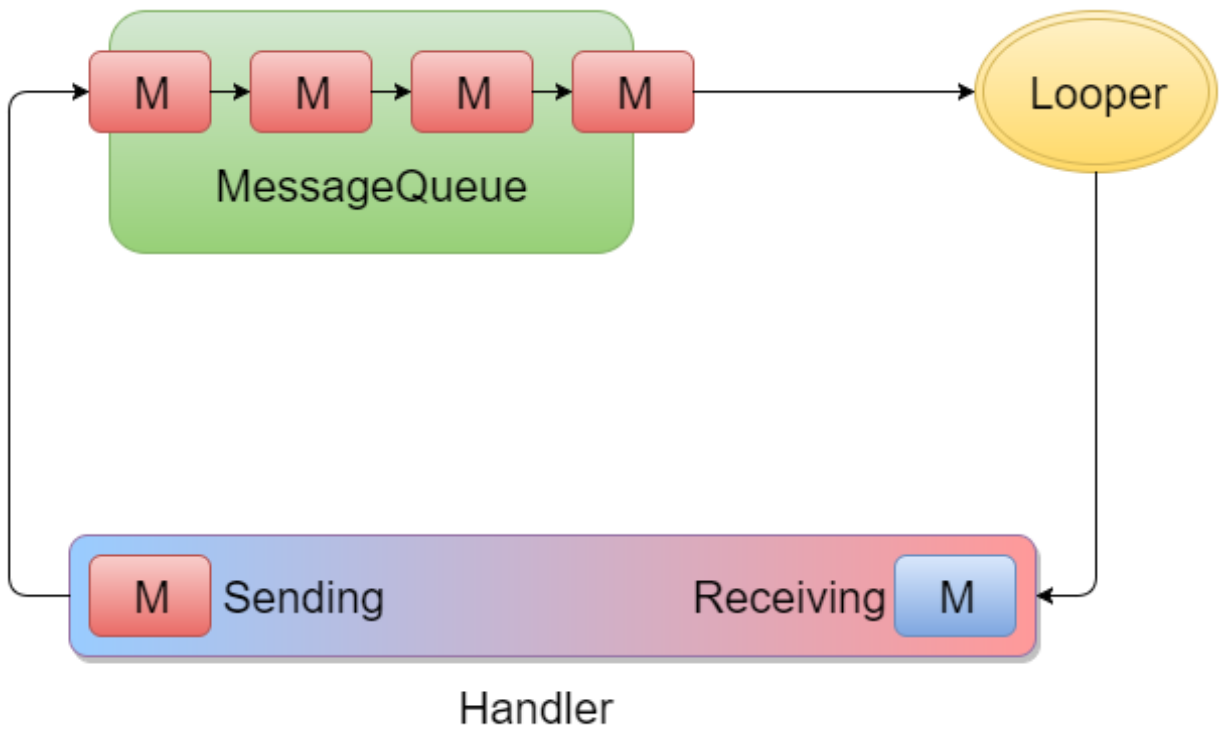 M M M M
Looper
MessageQueue
M Sending Receiving M
Handler